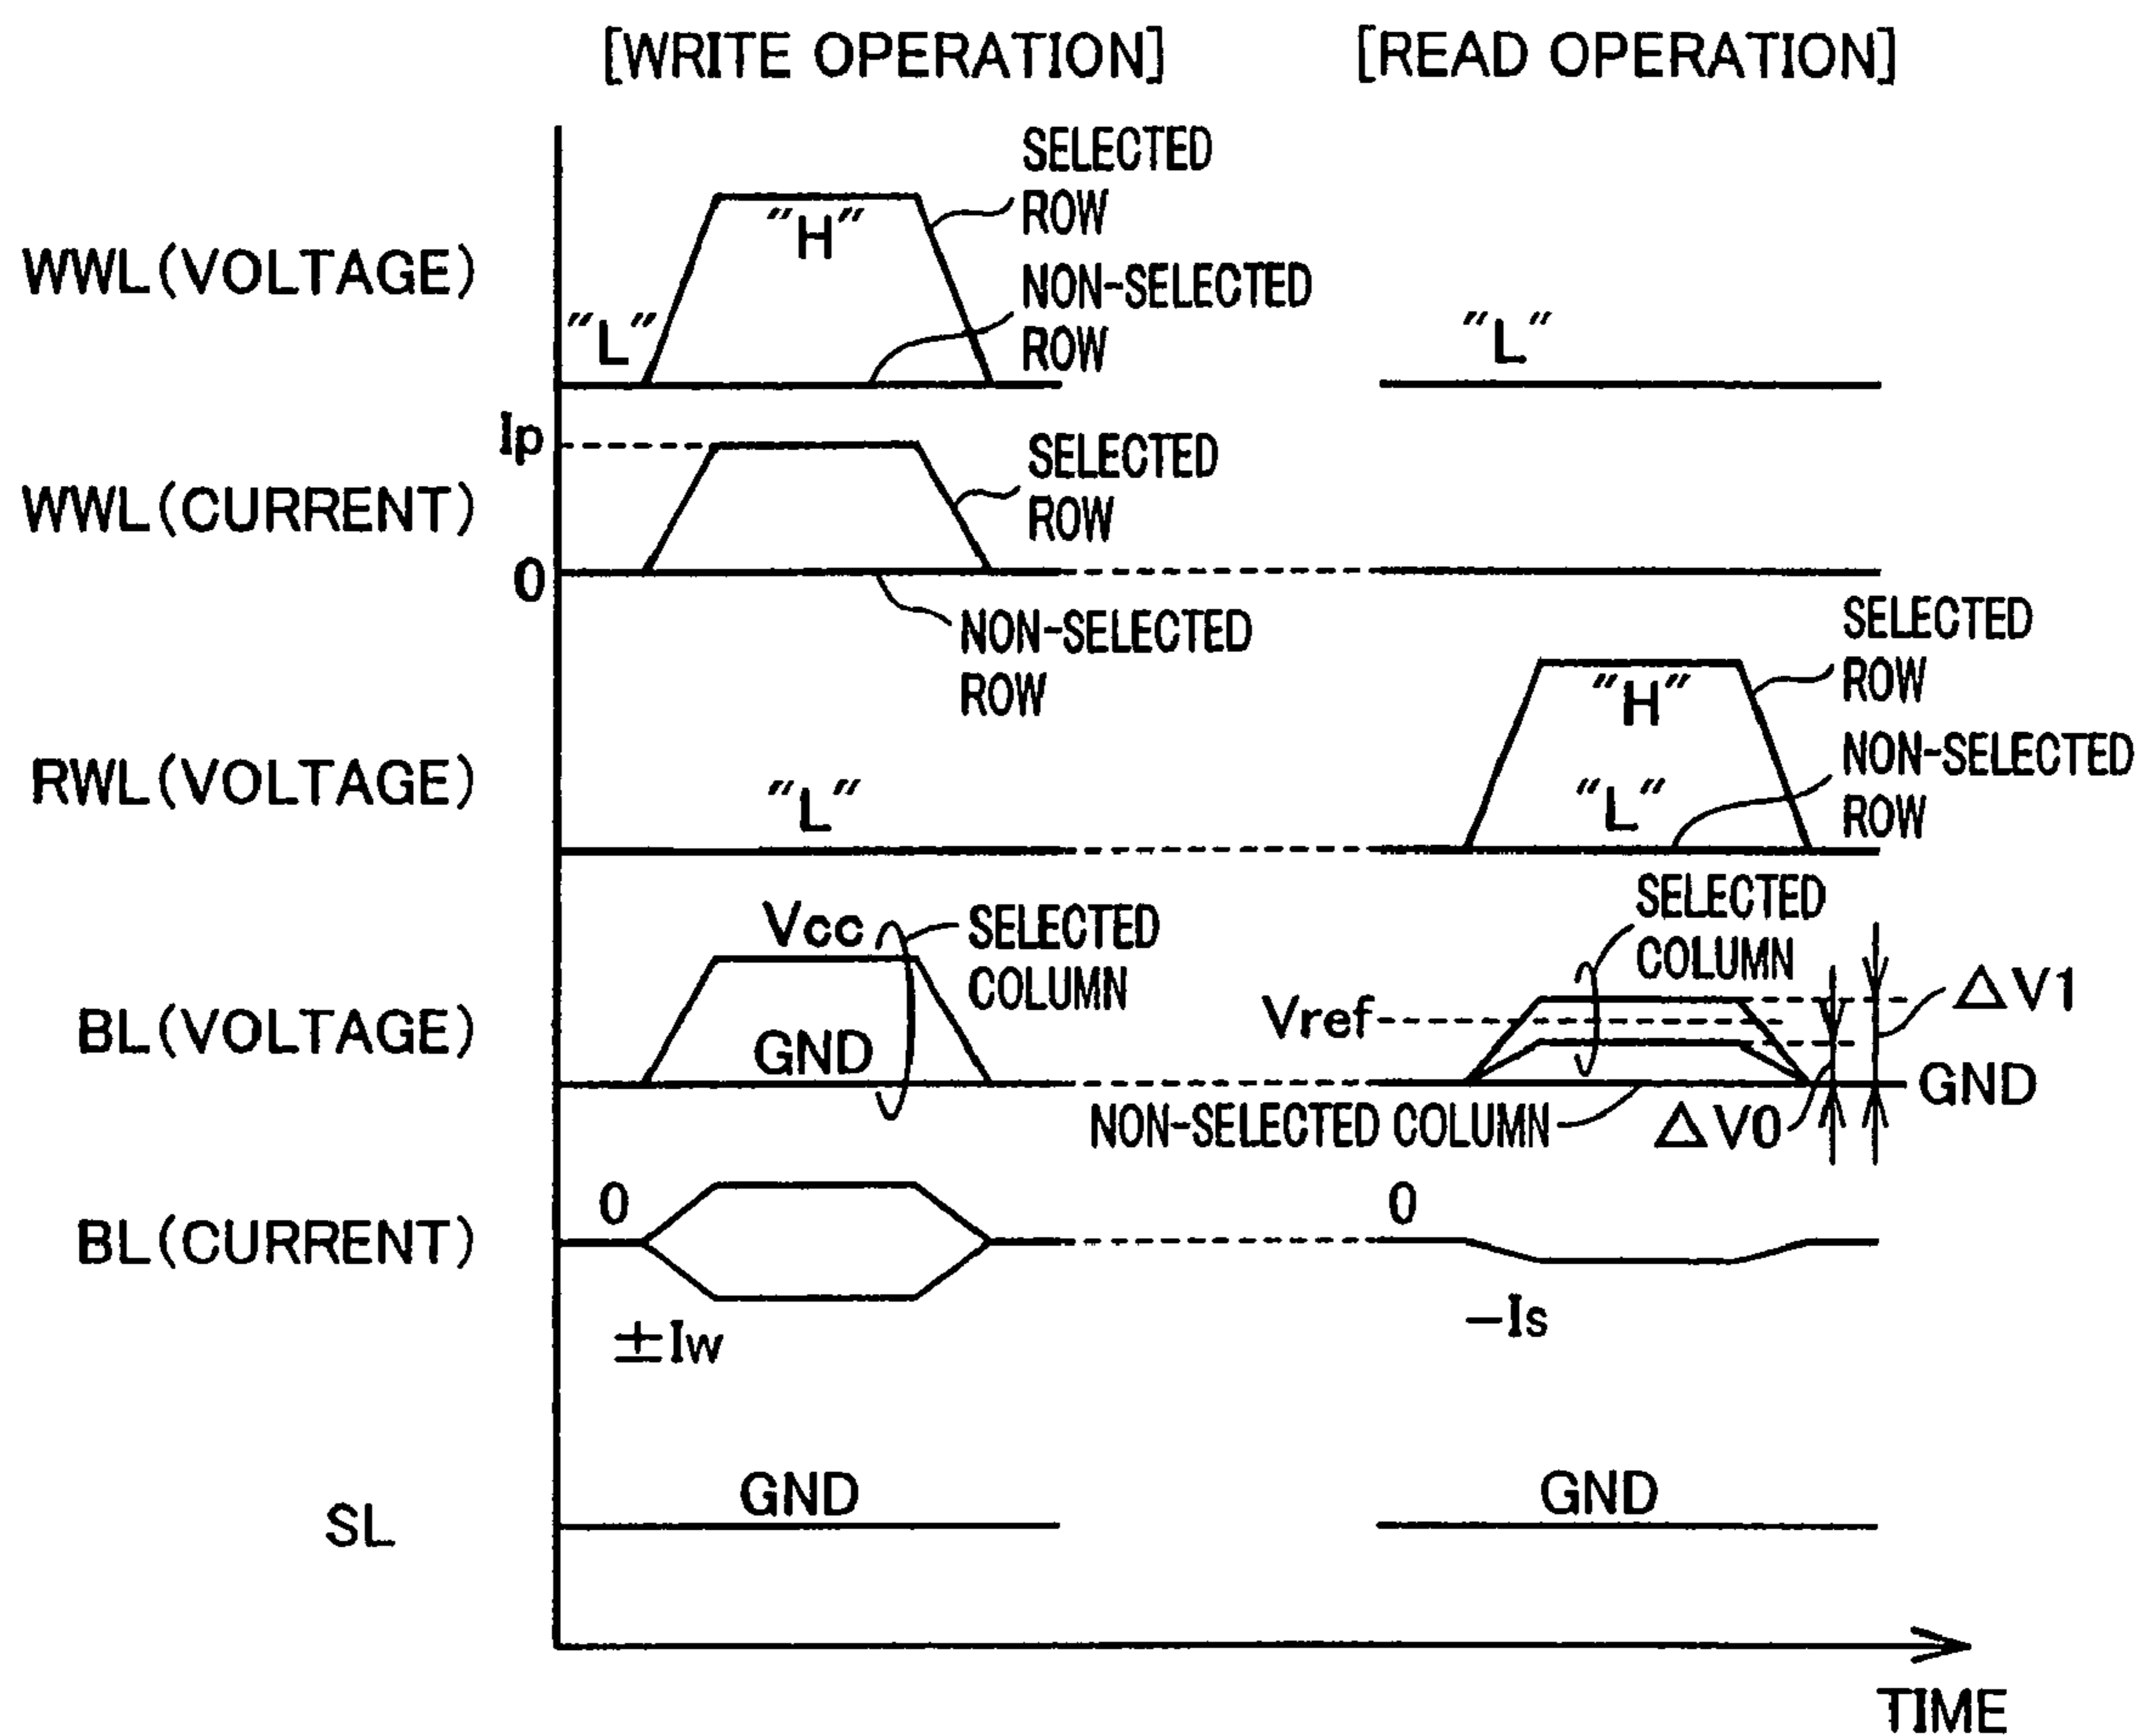 [WRITE OPERATION]
[READ OPERATION]
SELECTED
ROW
"H"
WWL(VOLTAGE)
NON-SELECTED
ROW
"L"
"L"
Ip
SELECTED
ROW
WWL(CURRENT)
0
NON-SELECTED
ROW
SELECTED
ROW
"H"
RWL(VOLTAGE)
NON-SELECTED
ROW
"L"
"L"
Vcc
SELECTED
COLUMN
SELECTED
COLUMN
Vref
△V1
BL(VOLTAGE)
GND
GND
NON-SELECTED COLUMN
△V0
0
0
BL(CURRENT)
±Iw
−Is
GND
GND
SL
TIME